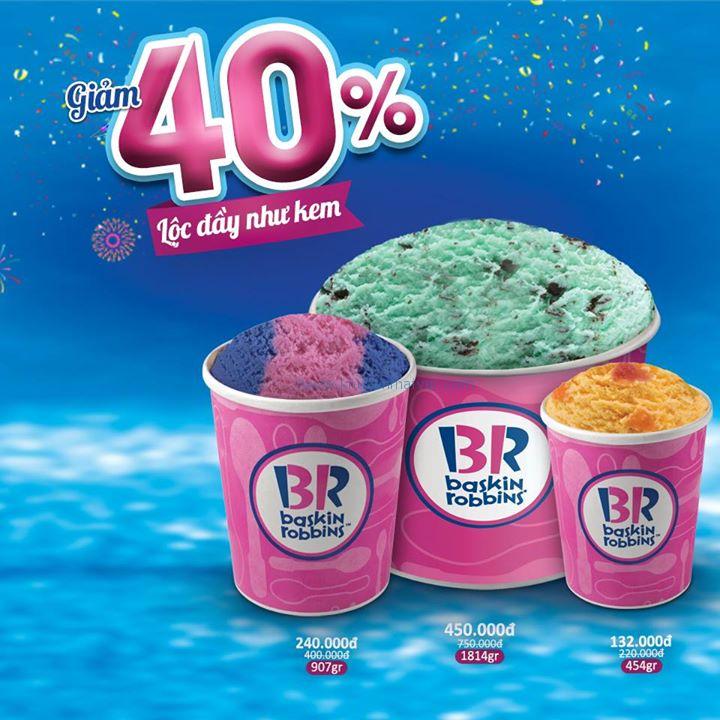 Giảm
40%
Lộc đầy như kem
BR
baskin
robbins
BR
baskin
robbins
BR
baskin
robbins
240.000đ
400.000đ
907gr
450.000đ
750.000đ
1814gr
132.000đ
220.000đ
454gr